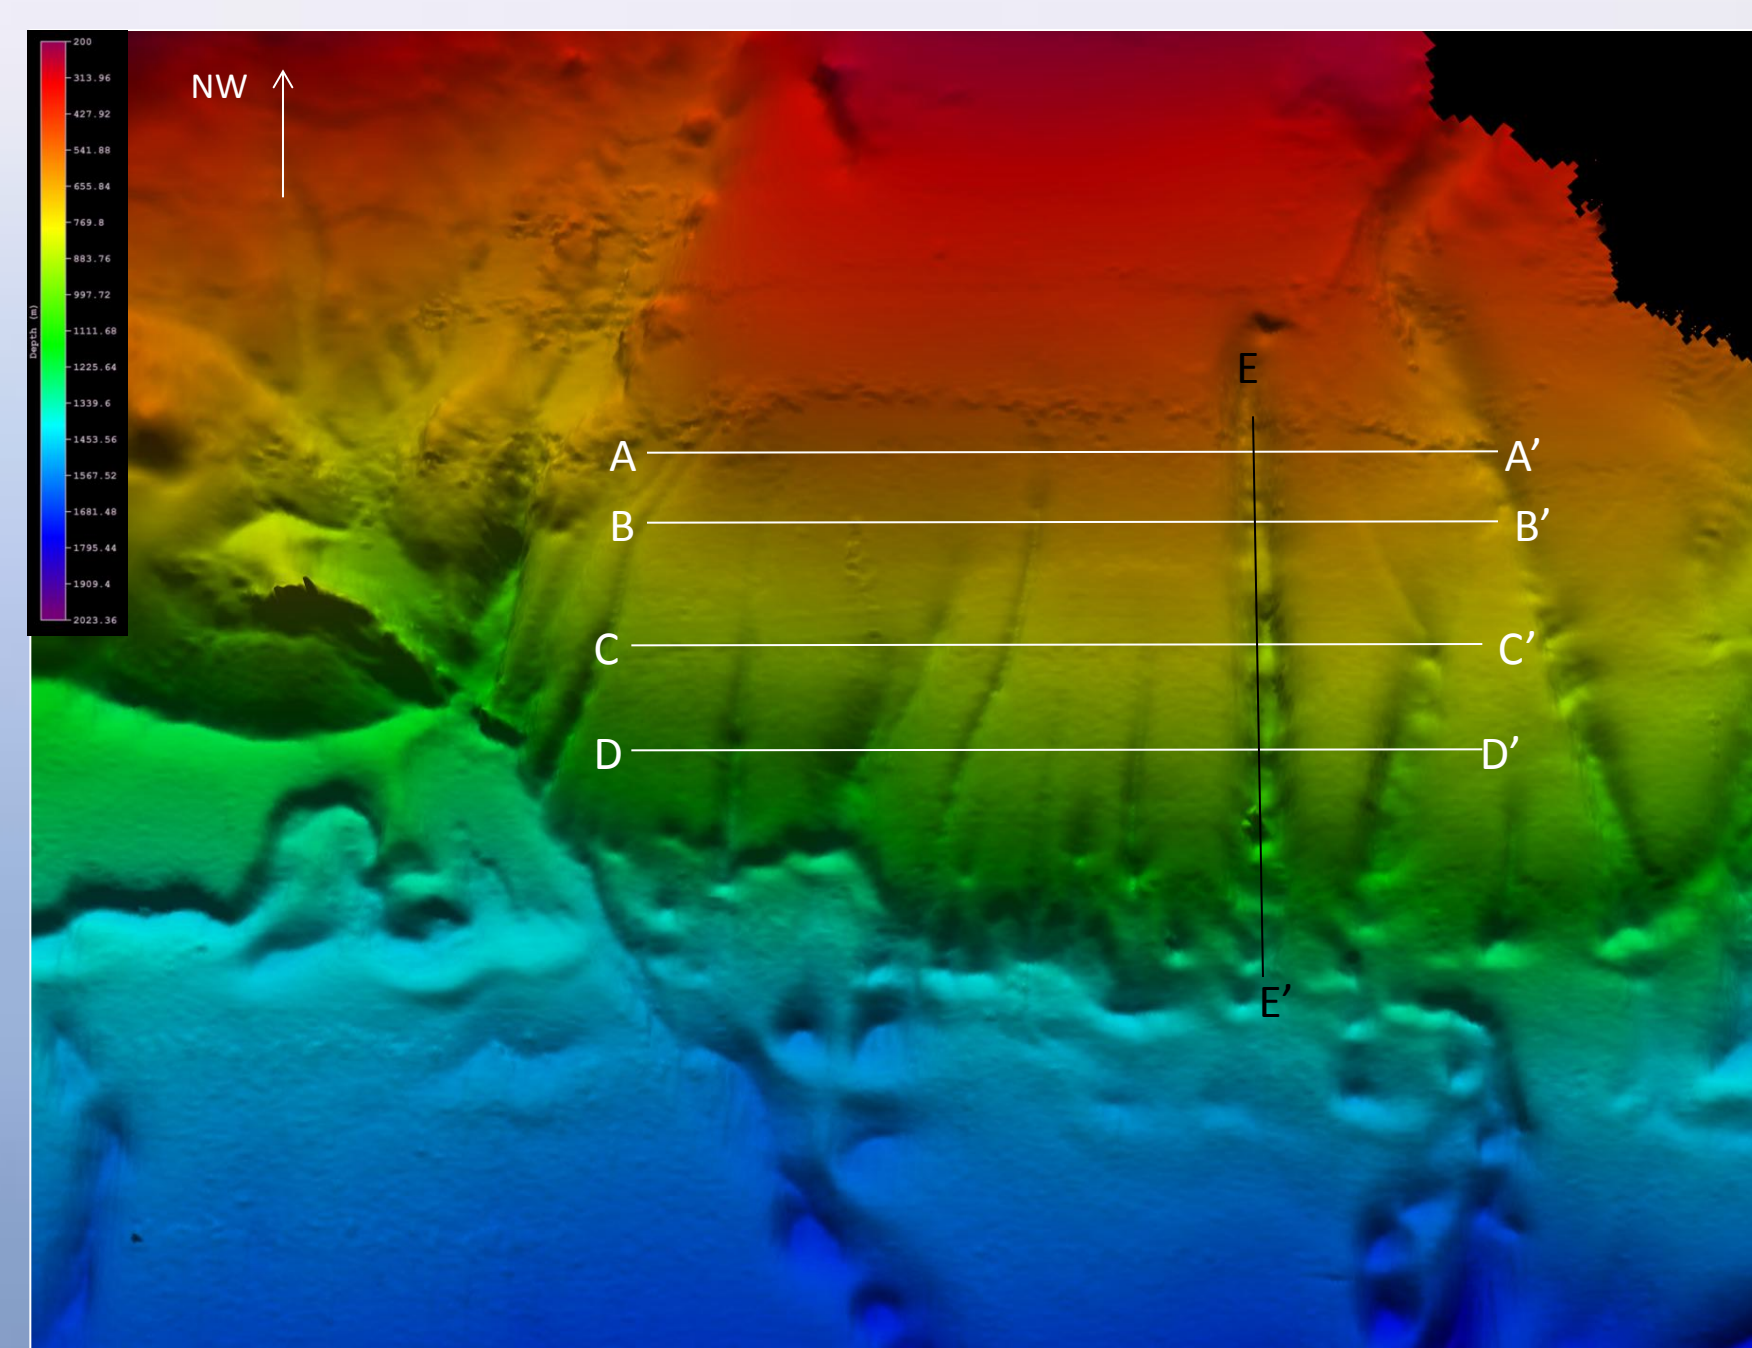 200
313.96
427.92
541.88
655.84
769.8
883.76
997.72
1111.68
1225.64
1339.6
1453.56
1567.52
1681.48
1795.44
1909.4
2023.36
Depth (m)
NW
E
A A’
B B’
C C’
D D’
E’